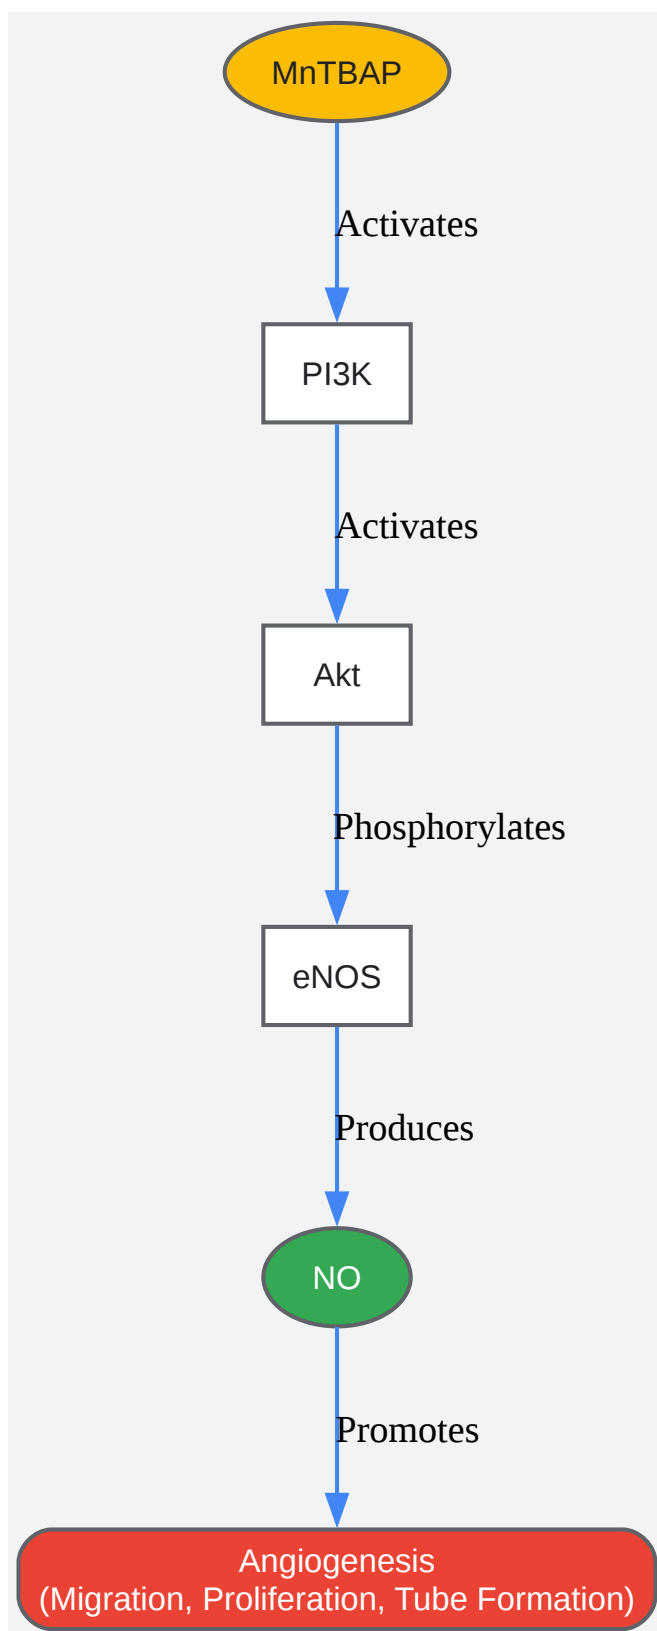 MnTBAP
Activates
PI3K
Activates
Akt
Phosphorylates
eNOS
Produces
NO
Promotes
Angiogenesis
(Migration, Proliferation, Tube Formation)